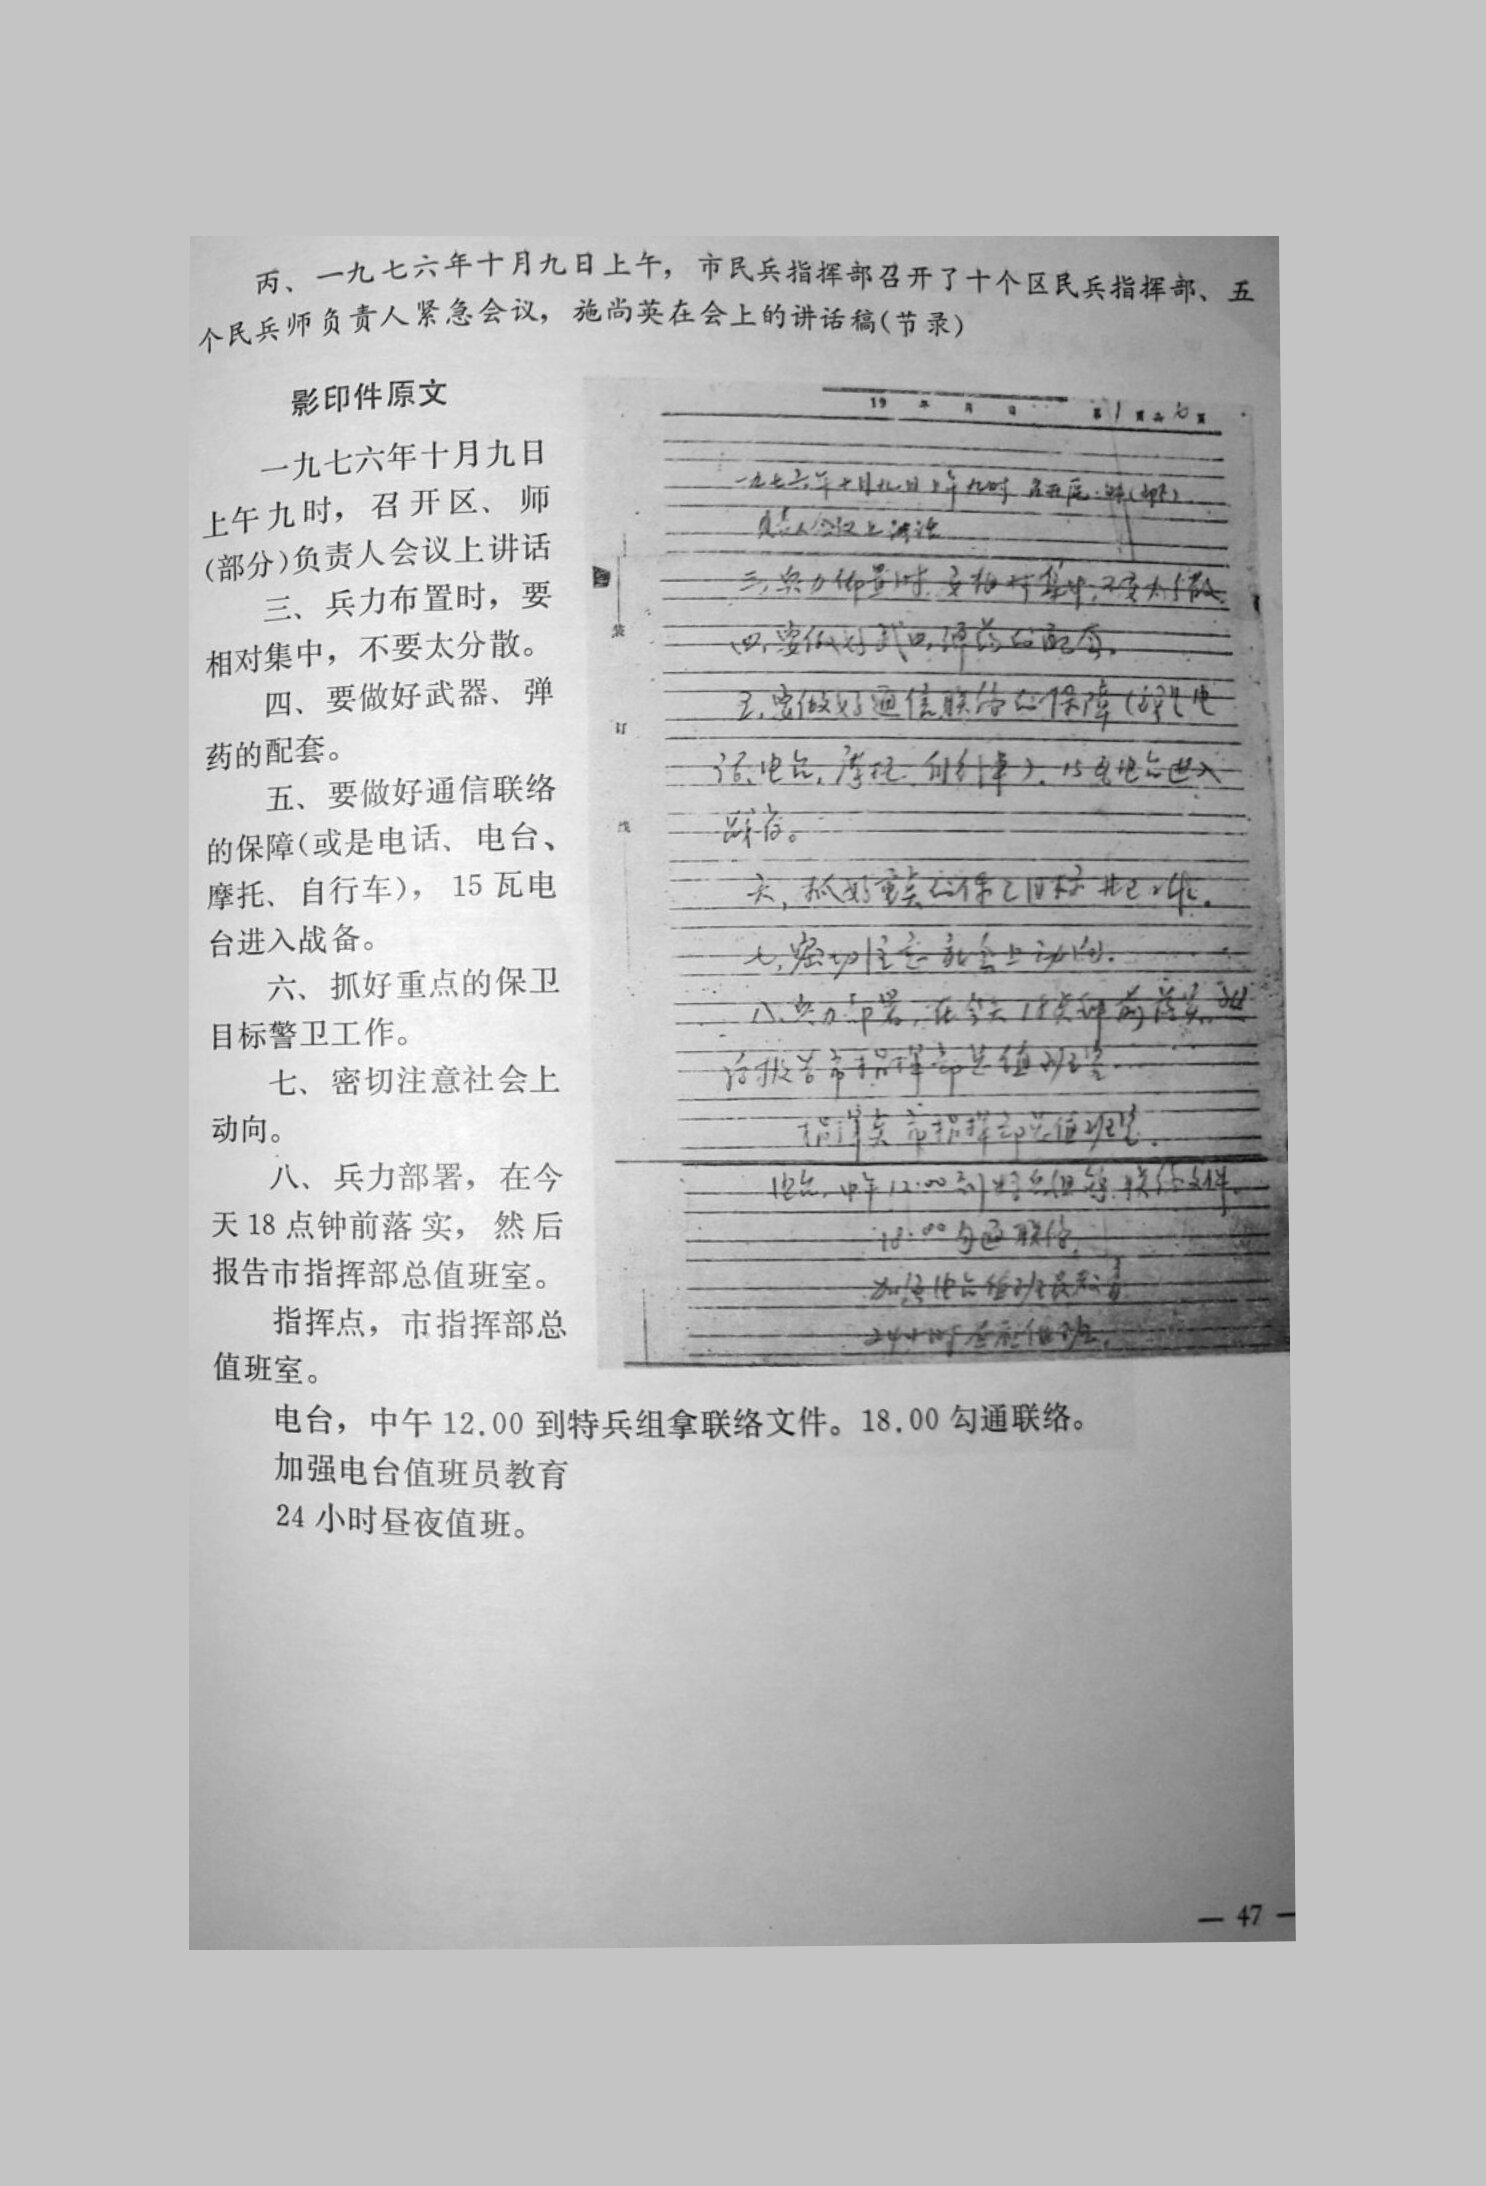 丙、一九七六年十月九日上午，市民兵指挥部召开了十个区民兵指挥部、五
个民兵师负责人紧急会议，施尚英在会上的讲话稿(节录)
影印件原文
一九七六年十月九日
上午九时，召开区、师
(部分)负责人会议上讲话
三、兵力布置时，要
相对集中，不要太分散。
四、要做好武器、弹
药的配套。
五、要做好通信联络
的保障(或是电话、电台、
摩托、自行车)，15瓦电
台进入战备。
六、抓好重点的保卫
目标警卫工作。
七、密切注意社会上
动向。
八、兵力部署，在今
天18点钟前落实，然后
报告市指挥部总值班室。
指挥点，市指挥部总
值班室。
电台，中午12.00到特兵组拿联络文件。18.00勾通联络。
加强电台值班员教育
24小时昼夜值班。
19 年 月 日 第1页共 页
一九七六年十月九日上午九时 召开区、师(部分)
负责人会议上讲话
三、兵力佈置时，要相对集中，不要太分散。
四、要做好武口、弹药的配套。
五、要做好通信联络的保障(或是电
话、电台、摩托、自行车)，15瓦电台进入
战备。
六、抓好重点的保卫目标 工作。
七、密切注意社会上动向。
八、兵力部署，在今天18点钟前落实，然
后报告市指挥部总值班室
指挥点 市指挥部总值班室。
电台，中午12:00到特兵组拿联络文件。
18:00勾通联络。
加强电台值班员教育
24小时昼夜值班。
装
订
线
— 47 —